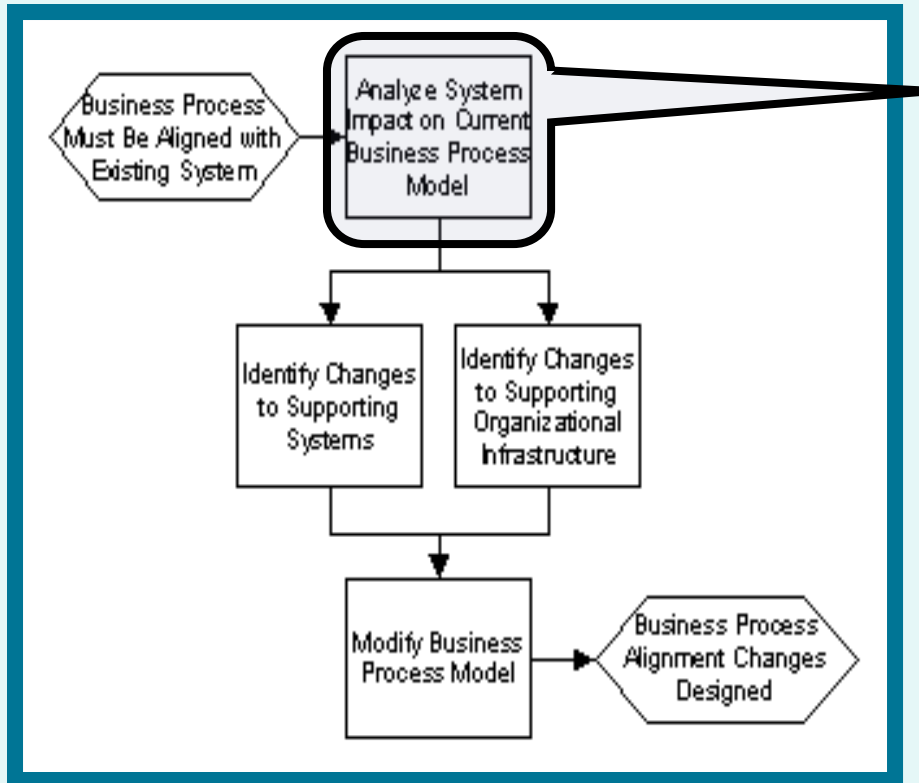 Business Process
Must Be Aligned with
Existing System
Analyze System
Impact on Current
Business Process
Model
Identify Changes
to Supporting
Systems
Identify Changes
to Supporting
Organizational
Infrastructure
Modify Business
Process Model
Business Process
Alignment Changes
Designed